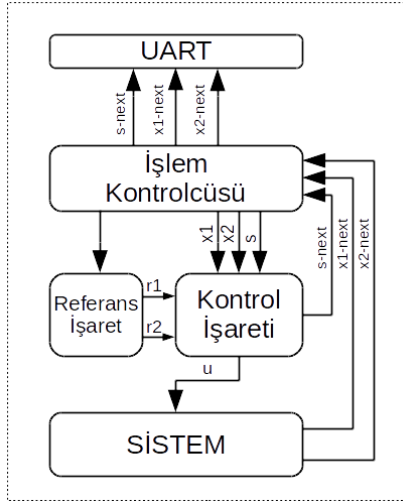 UART
s-next
x1-next
x2-next
İşlem
Kontrolcüsü
x1
x2
s
s-next
x1-next
x2-next
Referans
İşaret
r1
r2
Kontrol
İşareti
u
SİSTEM